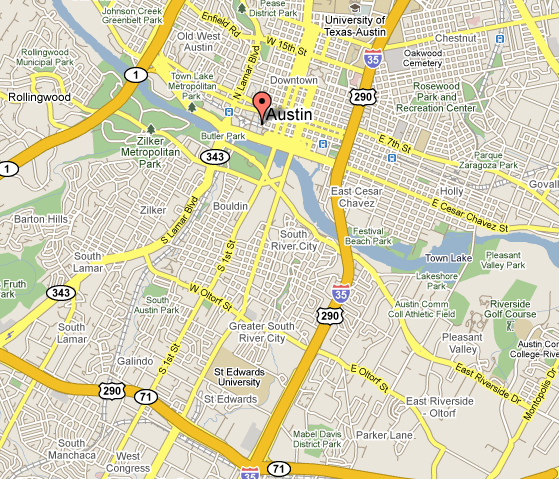 Johnson Creek
Greenbelt Park
Enfield Rd
Pease
District Park
University of
Texas-Austin
Rollingwood
Municipal Park
Old West
Austin
N Lamar Blvd
W 15th St
35
Chestnut
Oakwood
Cemetery
1
Town Lake
Metropolitan
Park
Downtown
Rollingwood
290
Rosewood
Park and
Recreation Center
Austin
Butler Park
E 7th St
Zilker
Metropolitan
Park
343
Parque
Zaragoza Park
1
East Cesar
Chavez
Holly
Govall
Zilker
Bouldin
E Cesar Chavez St
Barton Hills
S Lamar Blvd
S 1st St
South
River City
Festival
Beach Park
Town Lake
Pleasant
Valley Park
South
Lamar
Fruth
Park
343
W Oltorf St
35
Lakeshore
Park
South
Austin Park
290
Austin Comm
Coll Athletic Field
Riverside
Golf Course
South
Lamar
Greater South
River City
Pleasant
Valley
Austin Com
College-River
Galindo
S 1st St
St Edwards
University
E Oltorf St
East Riverside Dr
Montopolis Dr
290
71
St Edwards
East Riverside
- Oltorf
South
Manchaca
West
Congress
Mabel Davis
District Park
Parker Lane
35
71